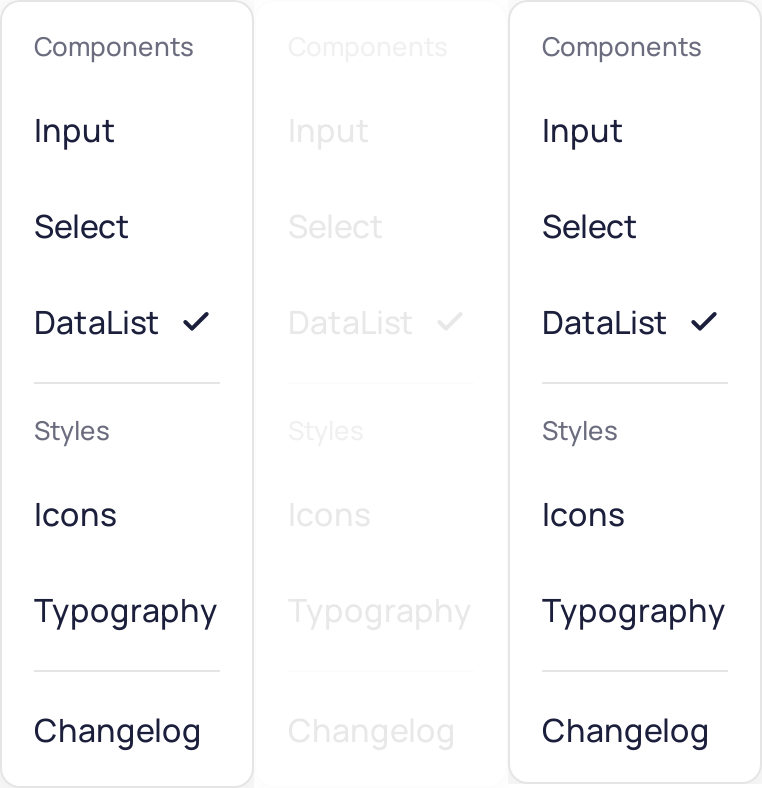 Components
Input
Select
DataList
Styles
Icons
Typography
Changelog
Components
Input
Select
DataList
Styles
Icons
Typography
Changelog
Components
Input
Select
DataList
Styles
Icons
Typography
Changelog